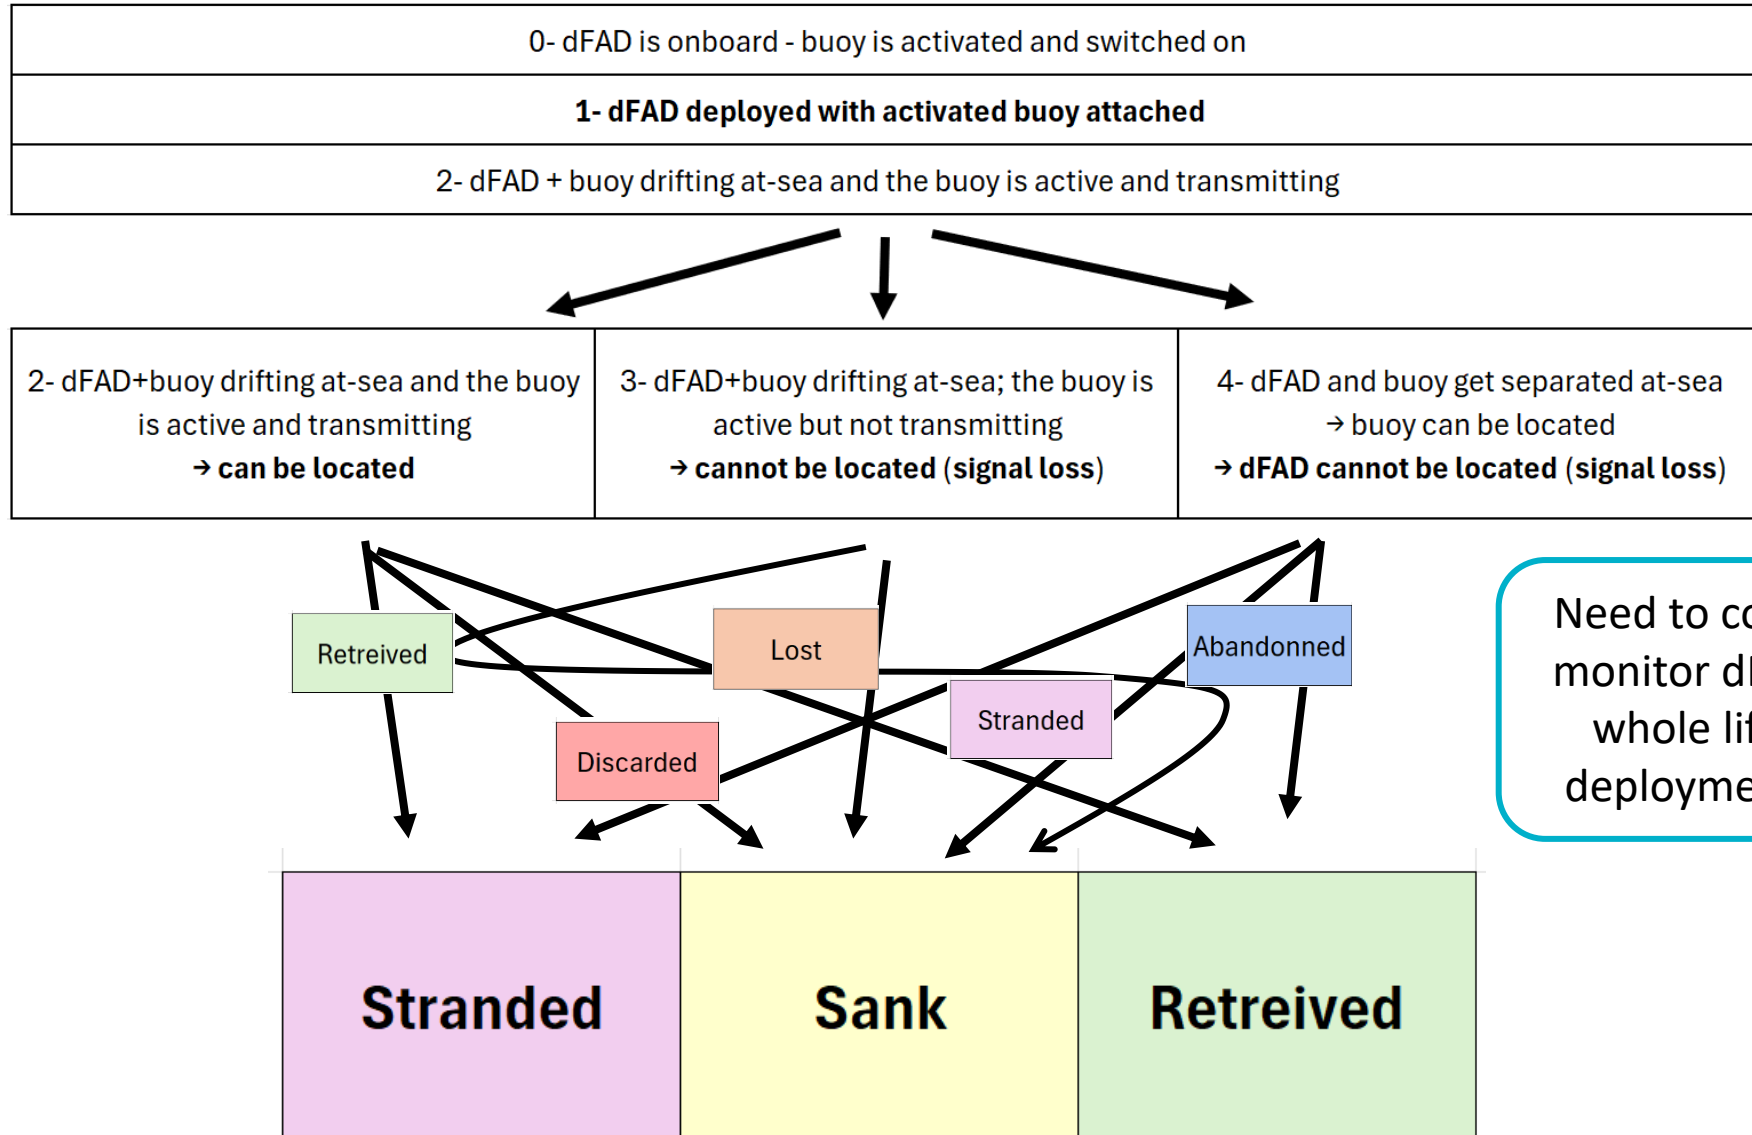 0- dFAD is onboard - buoy is activated and switched on
1- dFAD deployed with activated buoy attached
2- dFAD + buoy drifting at-sea and the buoy is active and transmitting
2- dFAD+buoy drifting at-sea and the buoy
is active and transmitting
→ can be located
3- dFAD+buoy drifting at-sea; the buoy is
active but not transmitting
→ cannot be located (signal loss)
4- dFAD and buoy get separated at-sea
→ buoy can be located
→ dFAD cannot be located (signal loss)
Retreived
Lost
Abandonned
Stranded
Discarded
Need to
monitor
whole
Stranded
Sank
Retreived